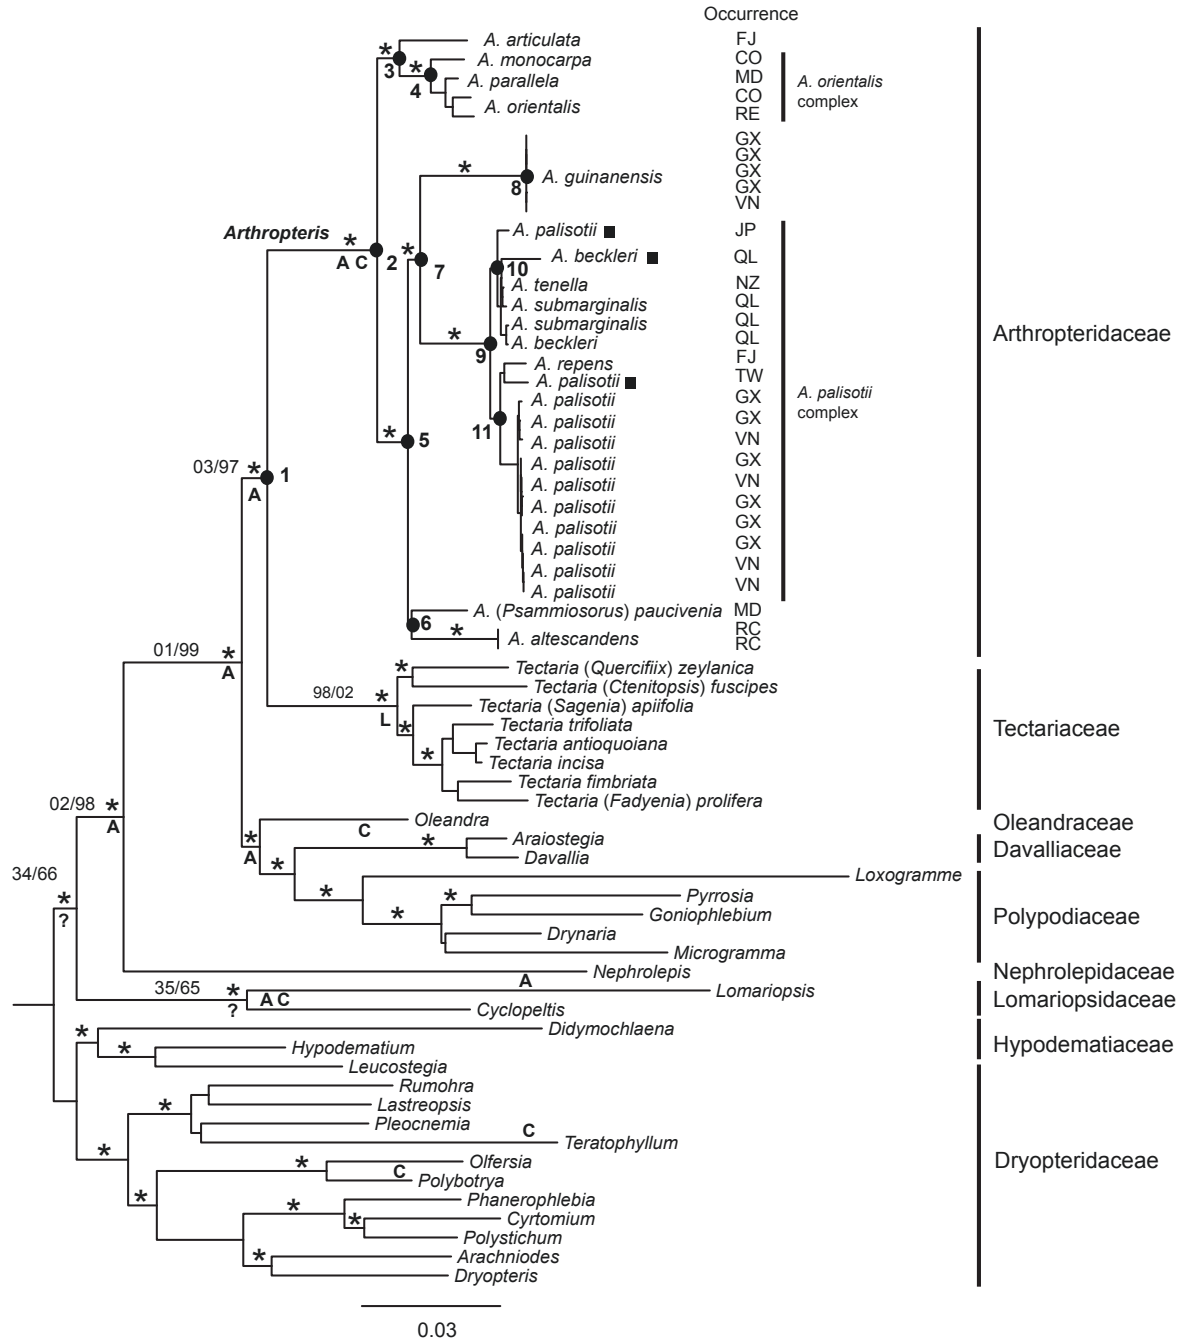 Occurrence
A. articulata FJ
A. monocarpa CO
A. parallela MD
A. orientalis CO
RE
A. orientalis
complex
* 3
* 4
GX
GX
GX
GX
VN
* 8 A. guinanensis
Arthropteris * A C 2
* 7
A. palisotii ■ JP
A. beckleri ■ QL
10
A. tenella NZ
A. submarginalis QL
A. submarginalis QL
A. beckleri QL
* 9
A. repens FJ
A. palisotii ■ TW
A. palisotii GX
A. palisotii GX
A. palisotii VN
A. palisotii GX
A. palisotii VN
A. palisotii GX
A. palisotii GX
A. palisotii GX
A. palisotii VN
A. palisotii VN
11
A. palisotii
complex
* 5
A. (Psammiosorus) paucivenia MD
6
* A. altescandens RC
RC
Arthropteridaceae
03/97 * A 1
01/99 * A
98/02 * L
* Tectaria (Quercifiix) zeylanica
Tectaria (Ctenitopsis) fuscipes
* Tectaria (Sagenia) apiifolia
Tectaria trifoliata
* Tectaria antioquoiana
Tectaria incisa
Tectaria fimbriata
Tectaria (Fadyenia) prolifera
Tectariaceae
02/98 * A
* A
C Oleandra
Oleandraceae
* Araiostegia
Davallia
Davalliaceae
*
* Loxogramme
* Pyrrosia
* Goniophlebium
Drynaria
Microgramma
Polypodiaceae
34/66 * ?
Nephrolepis
Nephrolepidaceae
35/65 * ? A C
A Lomariopsis
Cyclopeltis
Lomariopsidaceae
* Didymochlaena
* Hypodematium
Leucostegia
Hypodematiaceae
Rumohra
* Lastreopsis
Pleocnemia
C Teratophyllum
*
* Olfersia
C Polybotrya
*
* Phanerophlebia
* Cyrtomium
Polystichum
* Arachniodes
Dryopteris
Dryopteridaceae
0.03